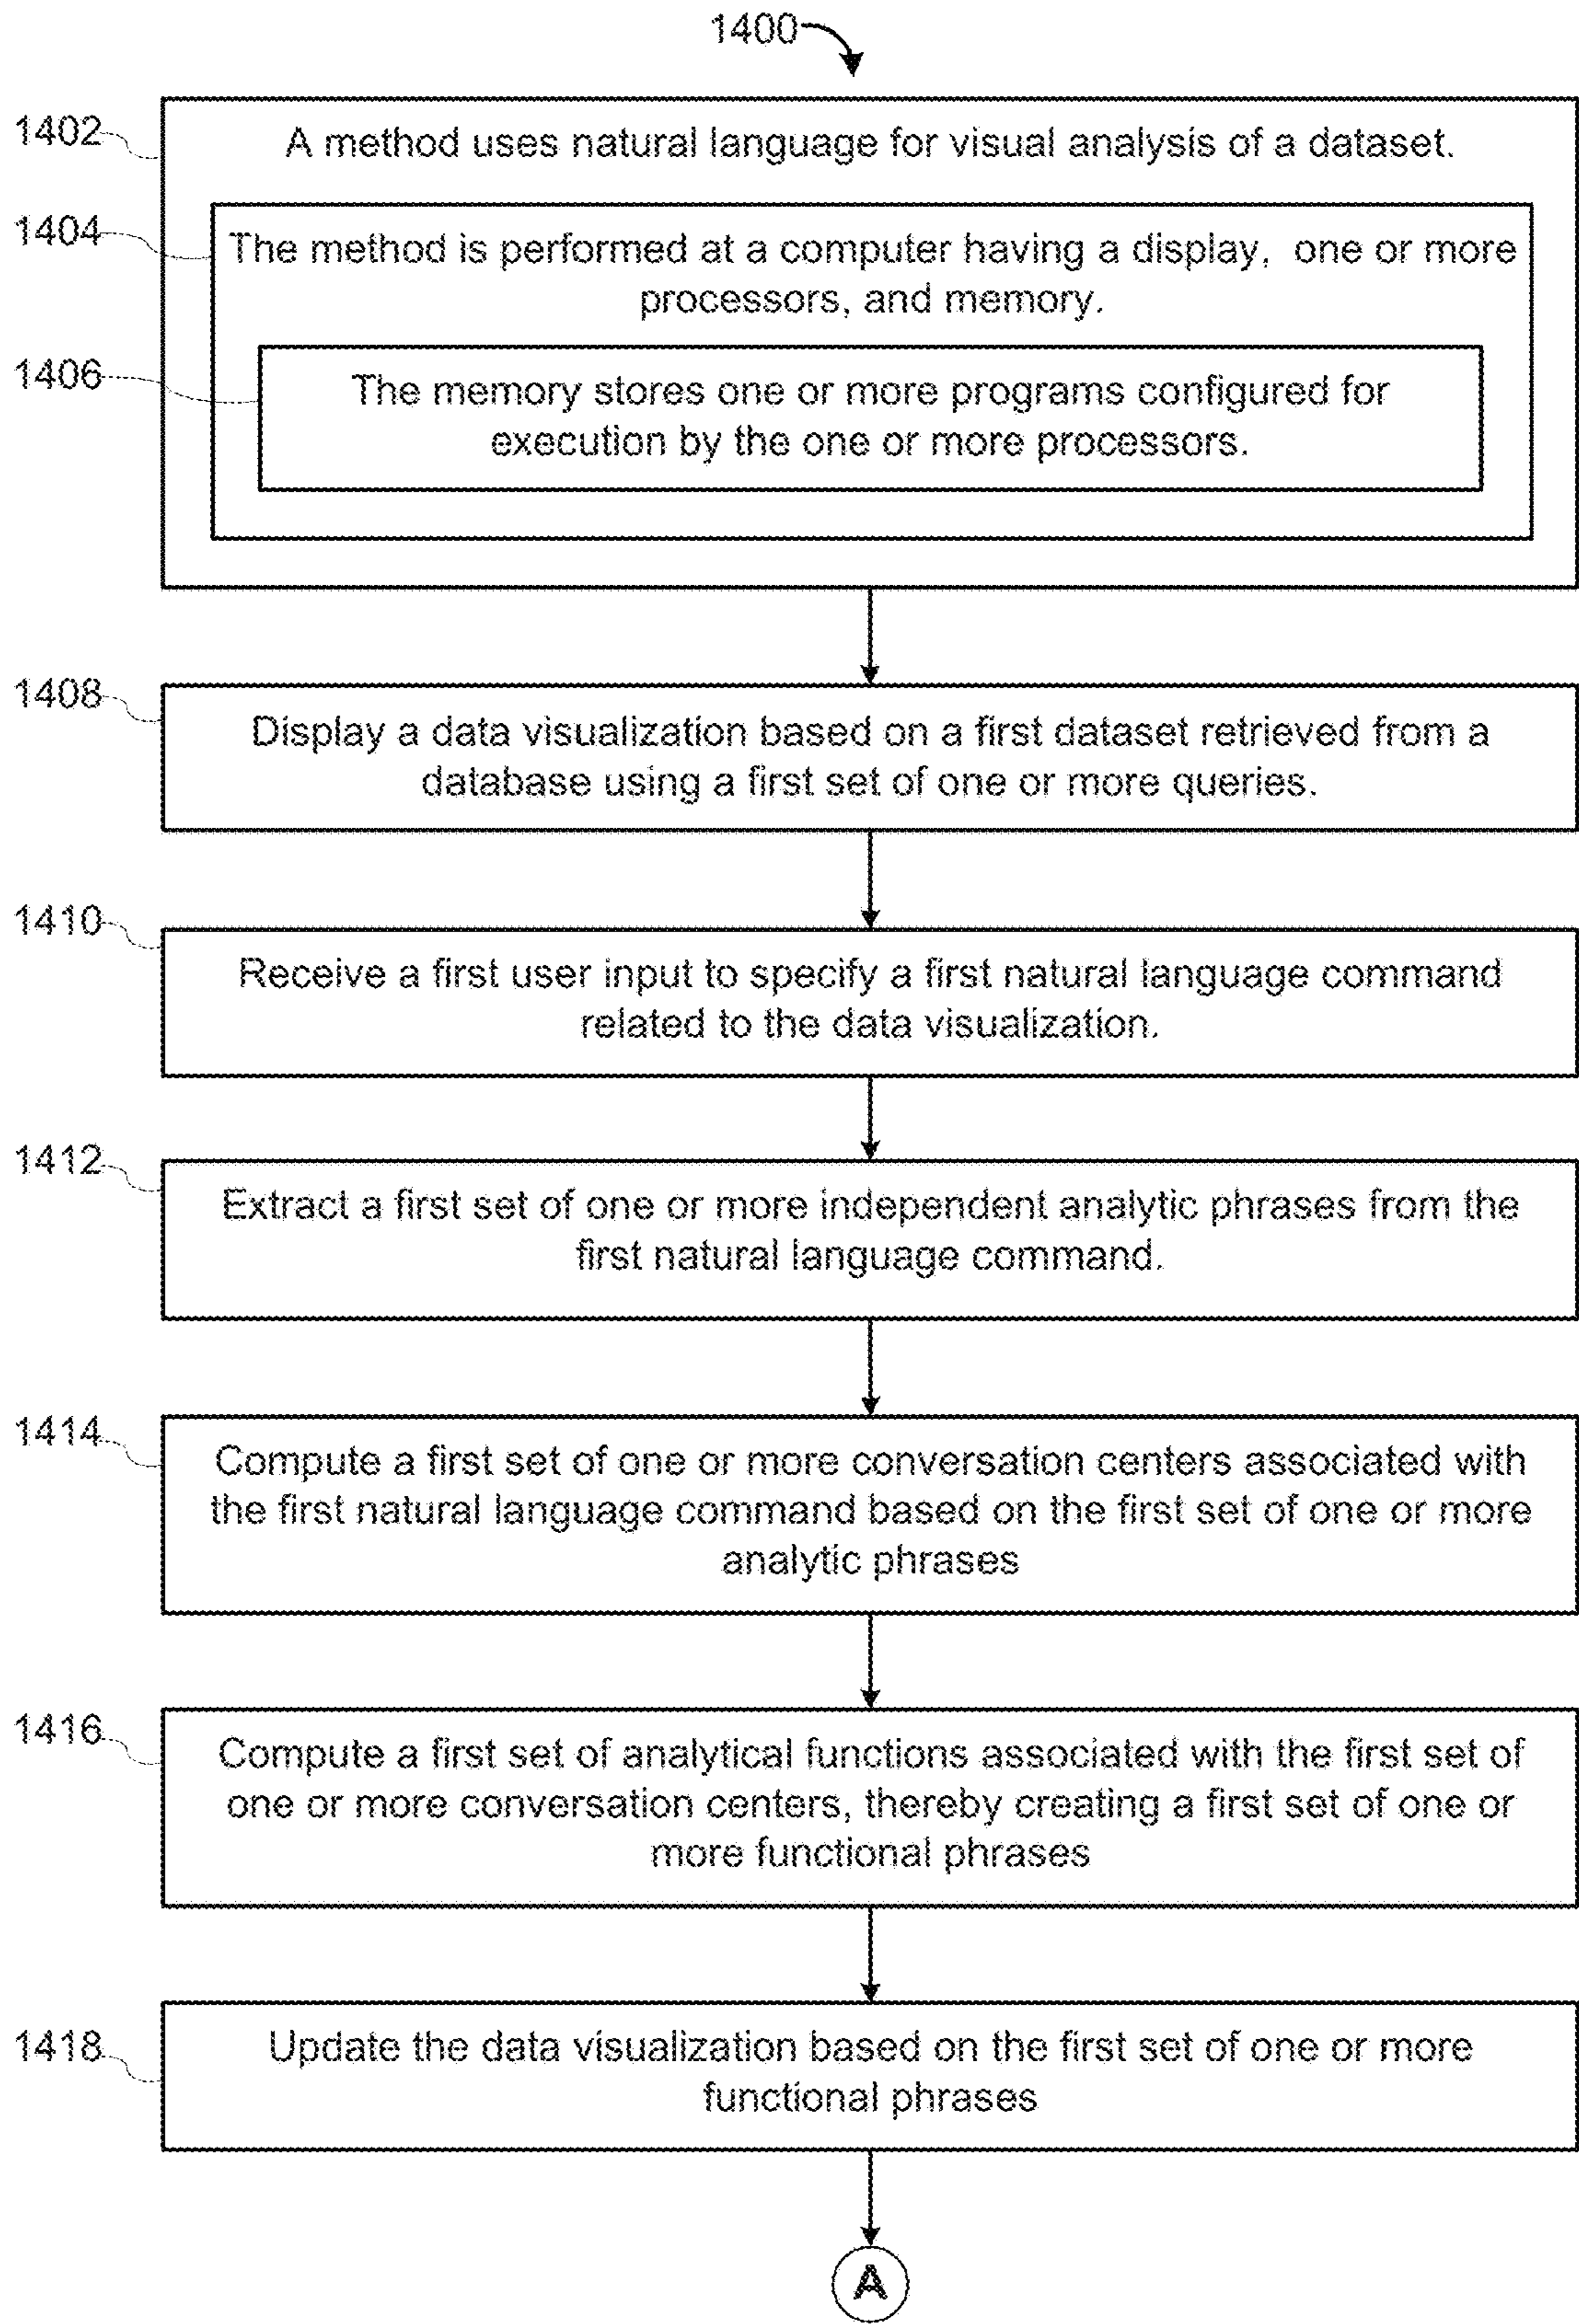 1400
1402
A method uses natural language for visual analysis of a dataset.
1404
The method is performed at a computer having a display, one or more
processors, and memory.
1406
The memory stores one or more programs configured for
execution by the one or more processors.
1408
Display a data visualization based on a first dataset retrieved from a
database using a first set of one or more queries.
1410
Receive a first user input to specify a first natural language command
related to the data visualization.
1412
Extract a first set of one or more independent analytic phrases from the
first natural language command.
1414
Compute a first set of one or more conversation centers associated with
the first natural language command based on the first set of one or more
analytic phrases
1416
Compute a first set of analytical functions associated with the first set of
one or more conversation centers, thereby creating a first set of one or
more functional phrases
1418
Update the data visualization based on the first set of one or more
functional phrases
A